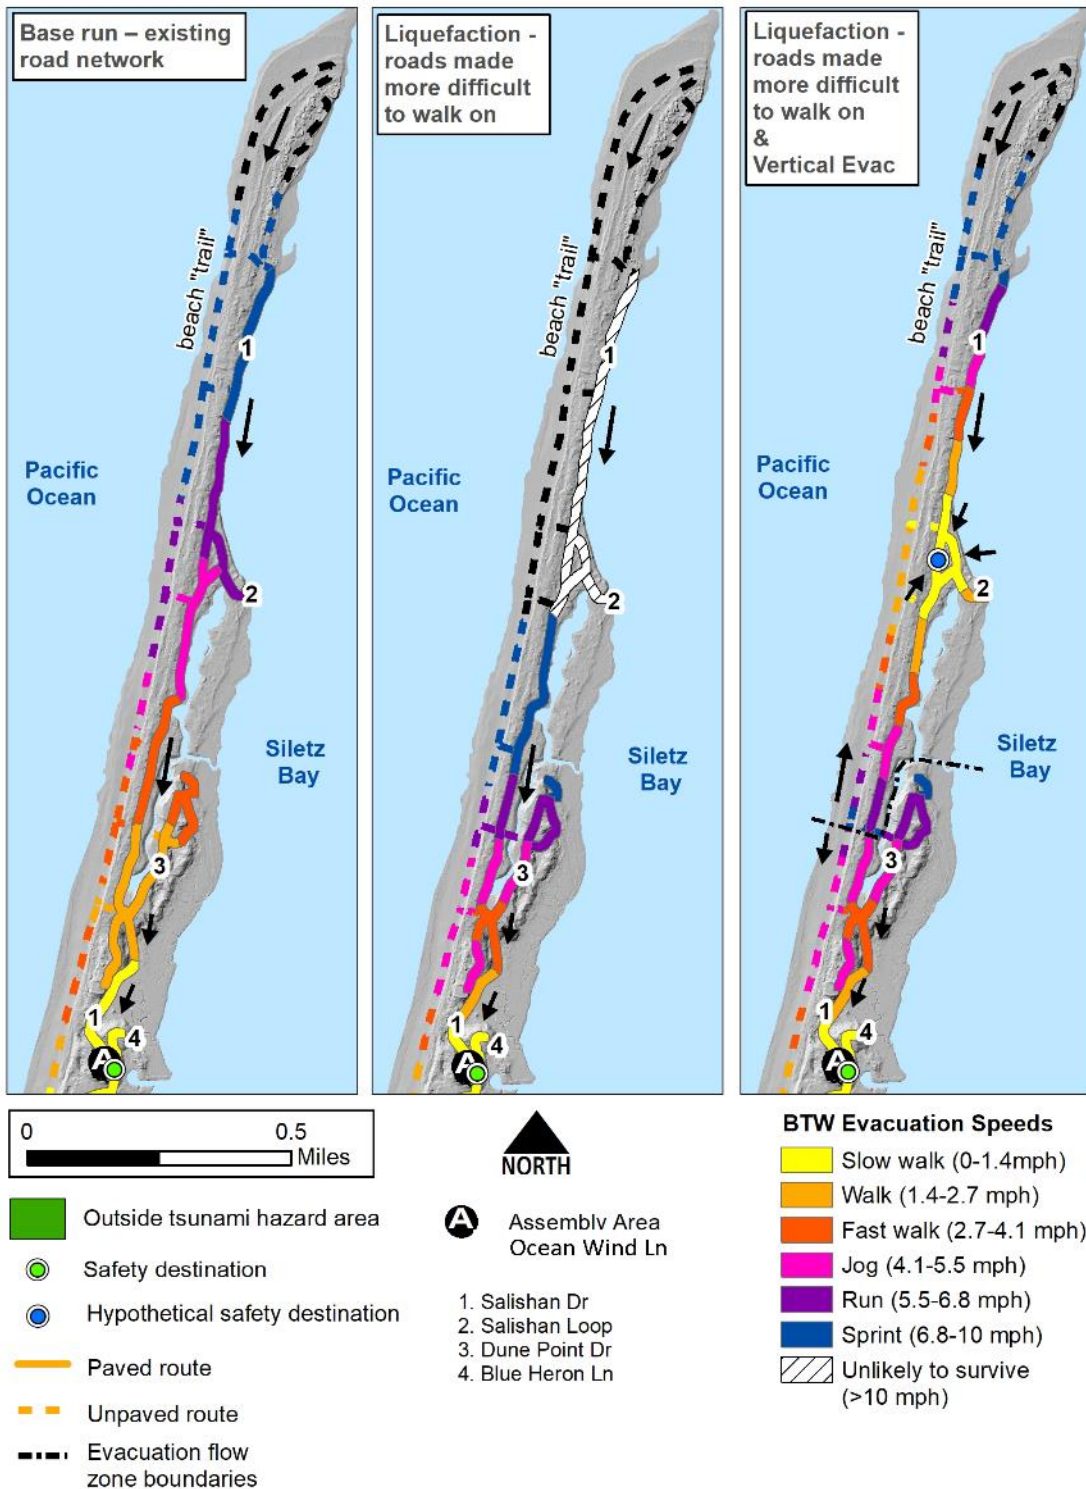 Base run – existing
road network
beach "trail"
1
Pacific
Ocean
2
Siletz
Bay
3
1
4
A
Liquefaction -
roads made
more difficult
to walk on
beach "trail"
1
Pacific
Ocean
2
Siletz
Bay
3
1
4
A
Liquefaction -
roads made
more difficult
to walk on
&
Vertical Evac
beach "trail"
1
Pacific
Ocean
2
Siletz
Bay
3
1
4
A
0 0.5
Miles
Outside tsunami hazard area
Safety destination
Hypothetical safety destination
Paved route
Unpaved route
Evacuation flow
zone boundaries
NORTH
A Assembly Area
Ocean Wind Ln
1. Salishan Dr
2. Salishan Loop
3. Dune Point Dr
4. Blue Heron Ln
BTW Evacuation Speeds
Slow walk (0-1.4mph)
Walk (1.4-2.7 mph)
Fast walk (2.7-4.1 mph)
Jog (4.1-5.5 mph)
Run (5.5-6.8 mph)
Sprint (6.8-10 mph)
Unlikely to survive
(>10 mph)